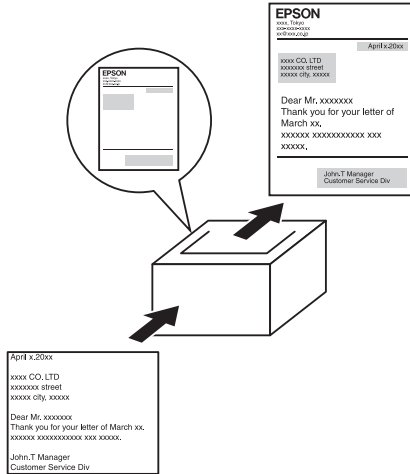 EPSON
xxxx, Tokyo
xxx-xxxx-xxxx
xx@xxx,co,jp
April x,20xx
xxxx CO, LTD
xxxxxxx street
xxxxx city, xxxxx
Dear Mr. xxxxxxx
Thank you for your letter of
March xx,
xxxxxx xxxxxxxxxxx xxx
xxxxx,
John.T Manager
Customer Service Div
EPSON
April x,20xx
xxxx CO, LTD
xxxxxxx street
xxxxx city, xxxxx
Dear Mr. xxxxxxx
Thank you for your letter of March xx.
xxxxxx xxxxxxxxxxx xxx xxxxx.
John.T Manager
Customer Service Div